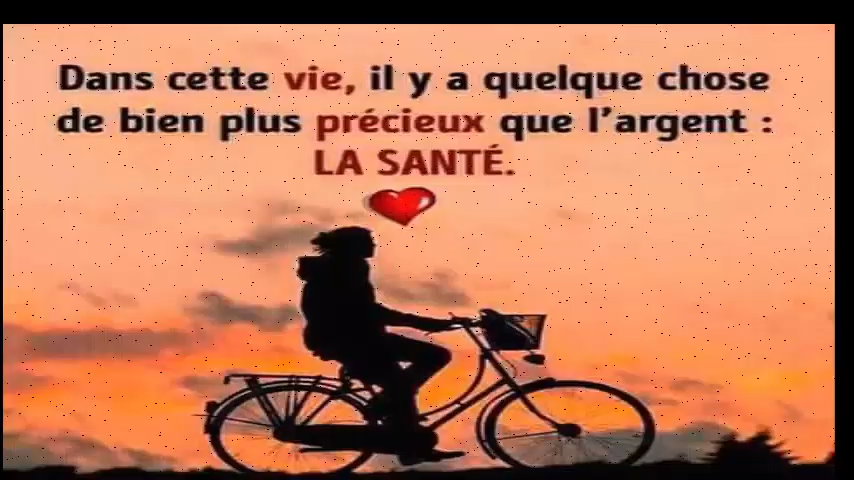 Dans cette vie, il y a quelque chose
de bien plus précieux que l'argent :
LA SANTÉ.